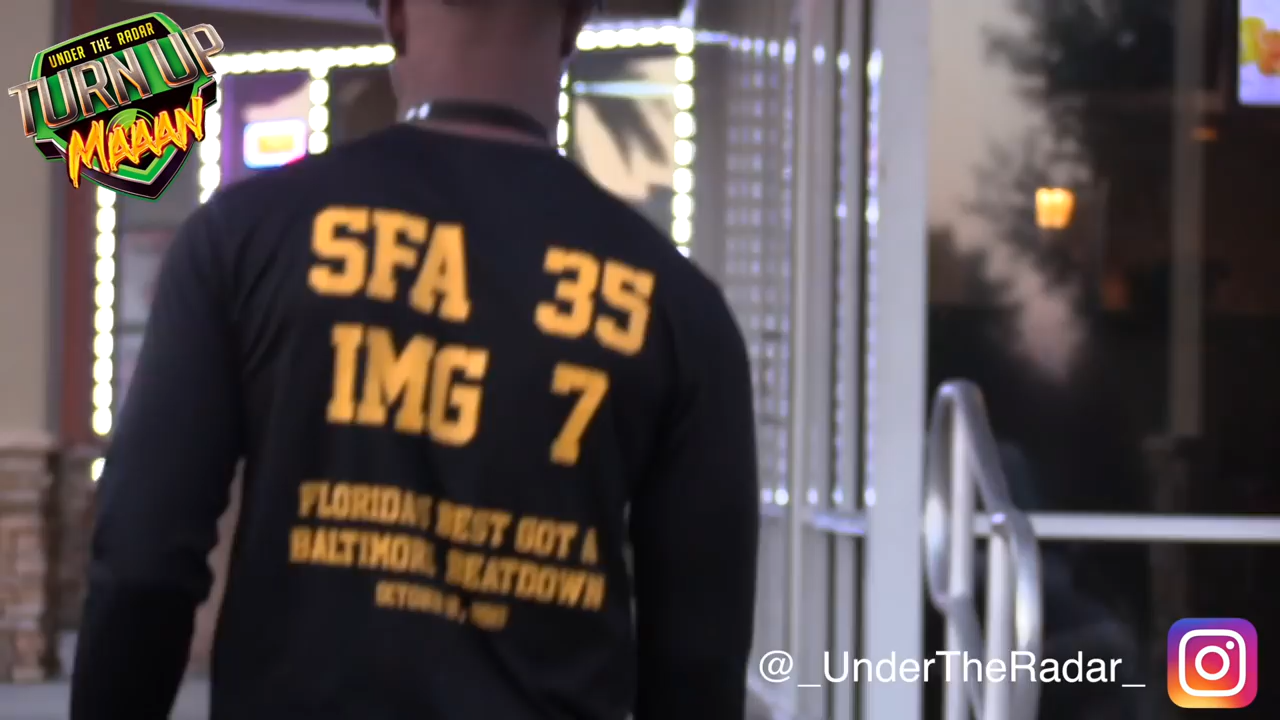 UNDER THE RADAR
TURN UP
MAAAN
SFA 35
IMG 7
FLORIDA'S BEST GOT A
BALTIMORE BEATDOWN
@_UnderTheRadar_